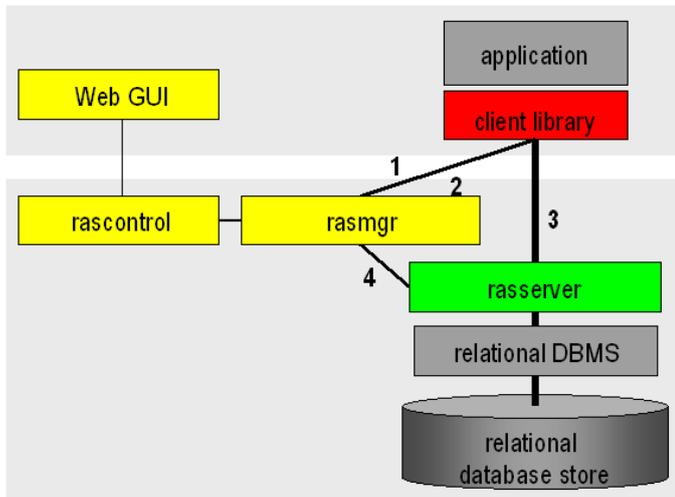 application
Web GUI
client library
1
2
rascontrol
rasmgr
3
4
rasserver
relational DBMS
relational
database store